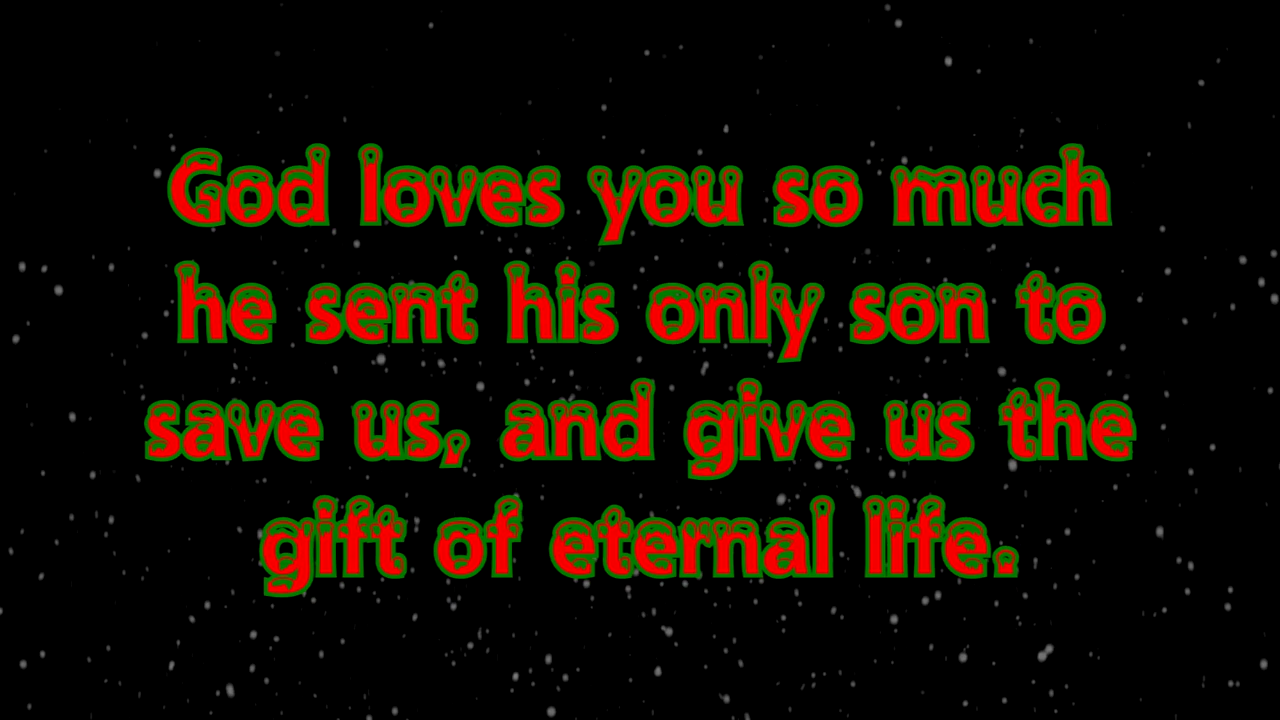 God loves you so much
he sent his only son to
save us, and give us the
gift of eternal life.